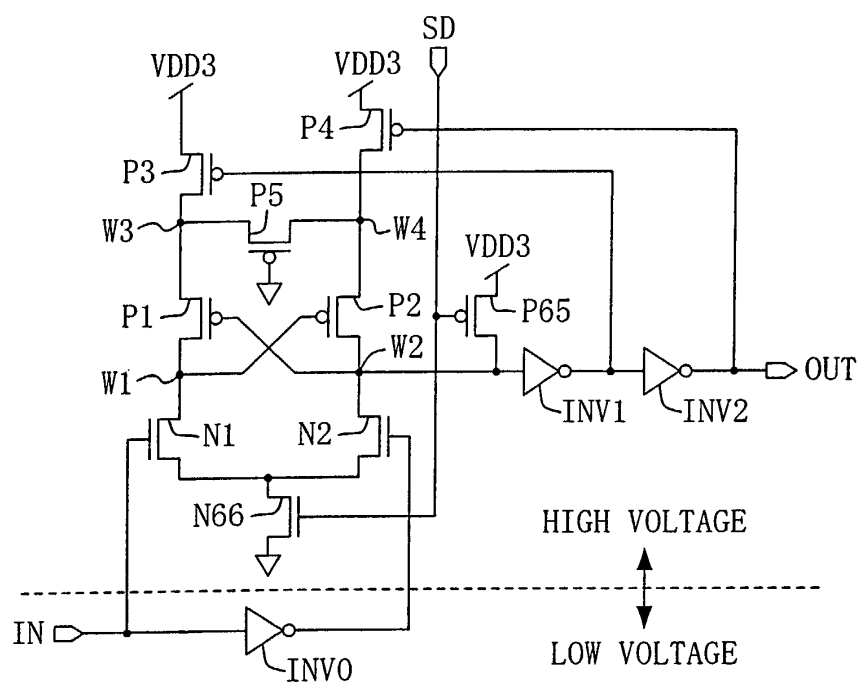 SD
VDD3
VDD3
P4
P3
P5
W3
W4
VDD3
P1
P2
P65
W1
W2
OUT
INV1
INV2
N1
N2
N66
HIGH VOLTAGE
IN
LOW VOLTAGE
INV0